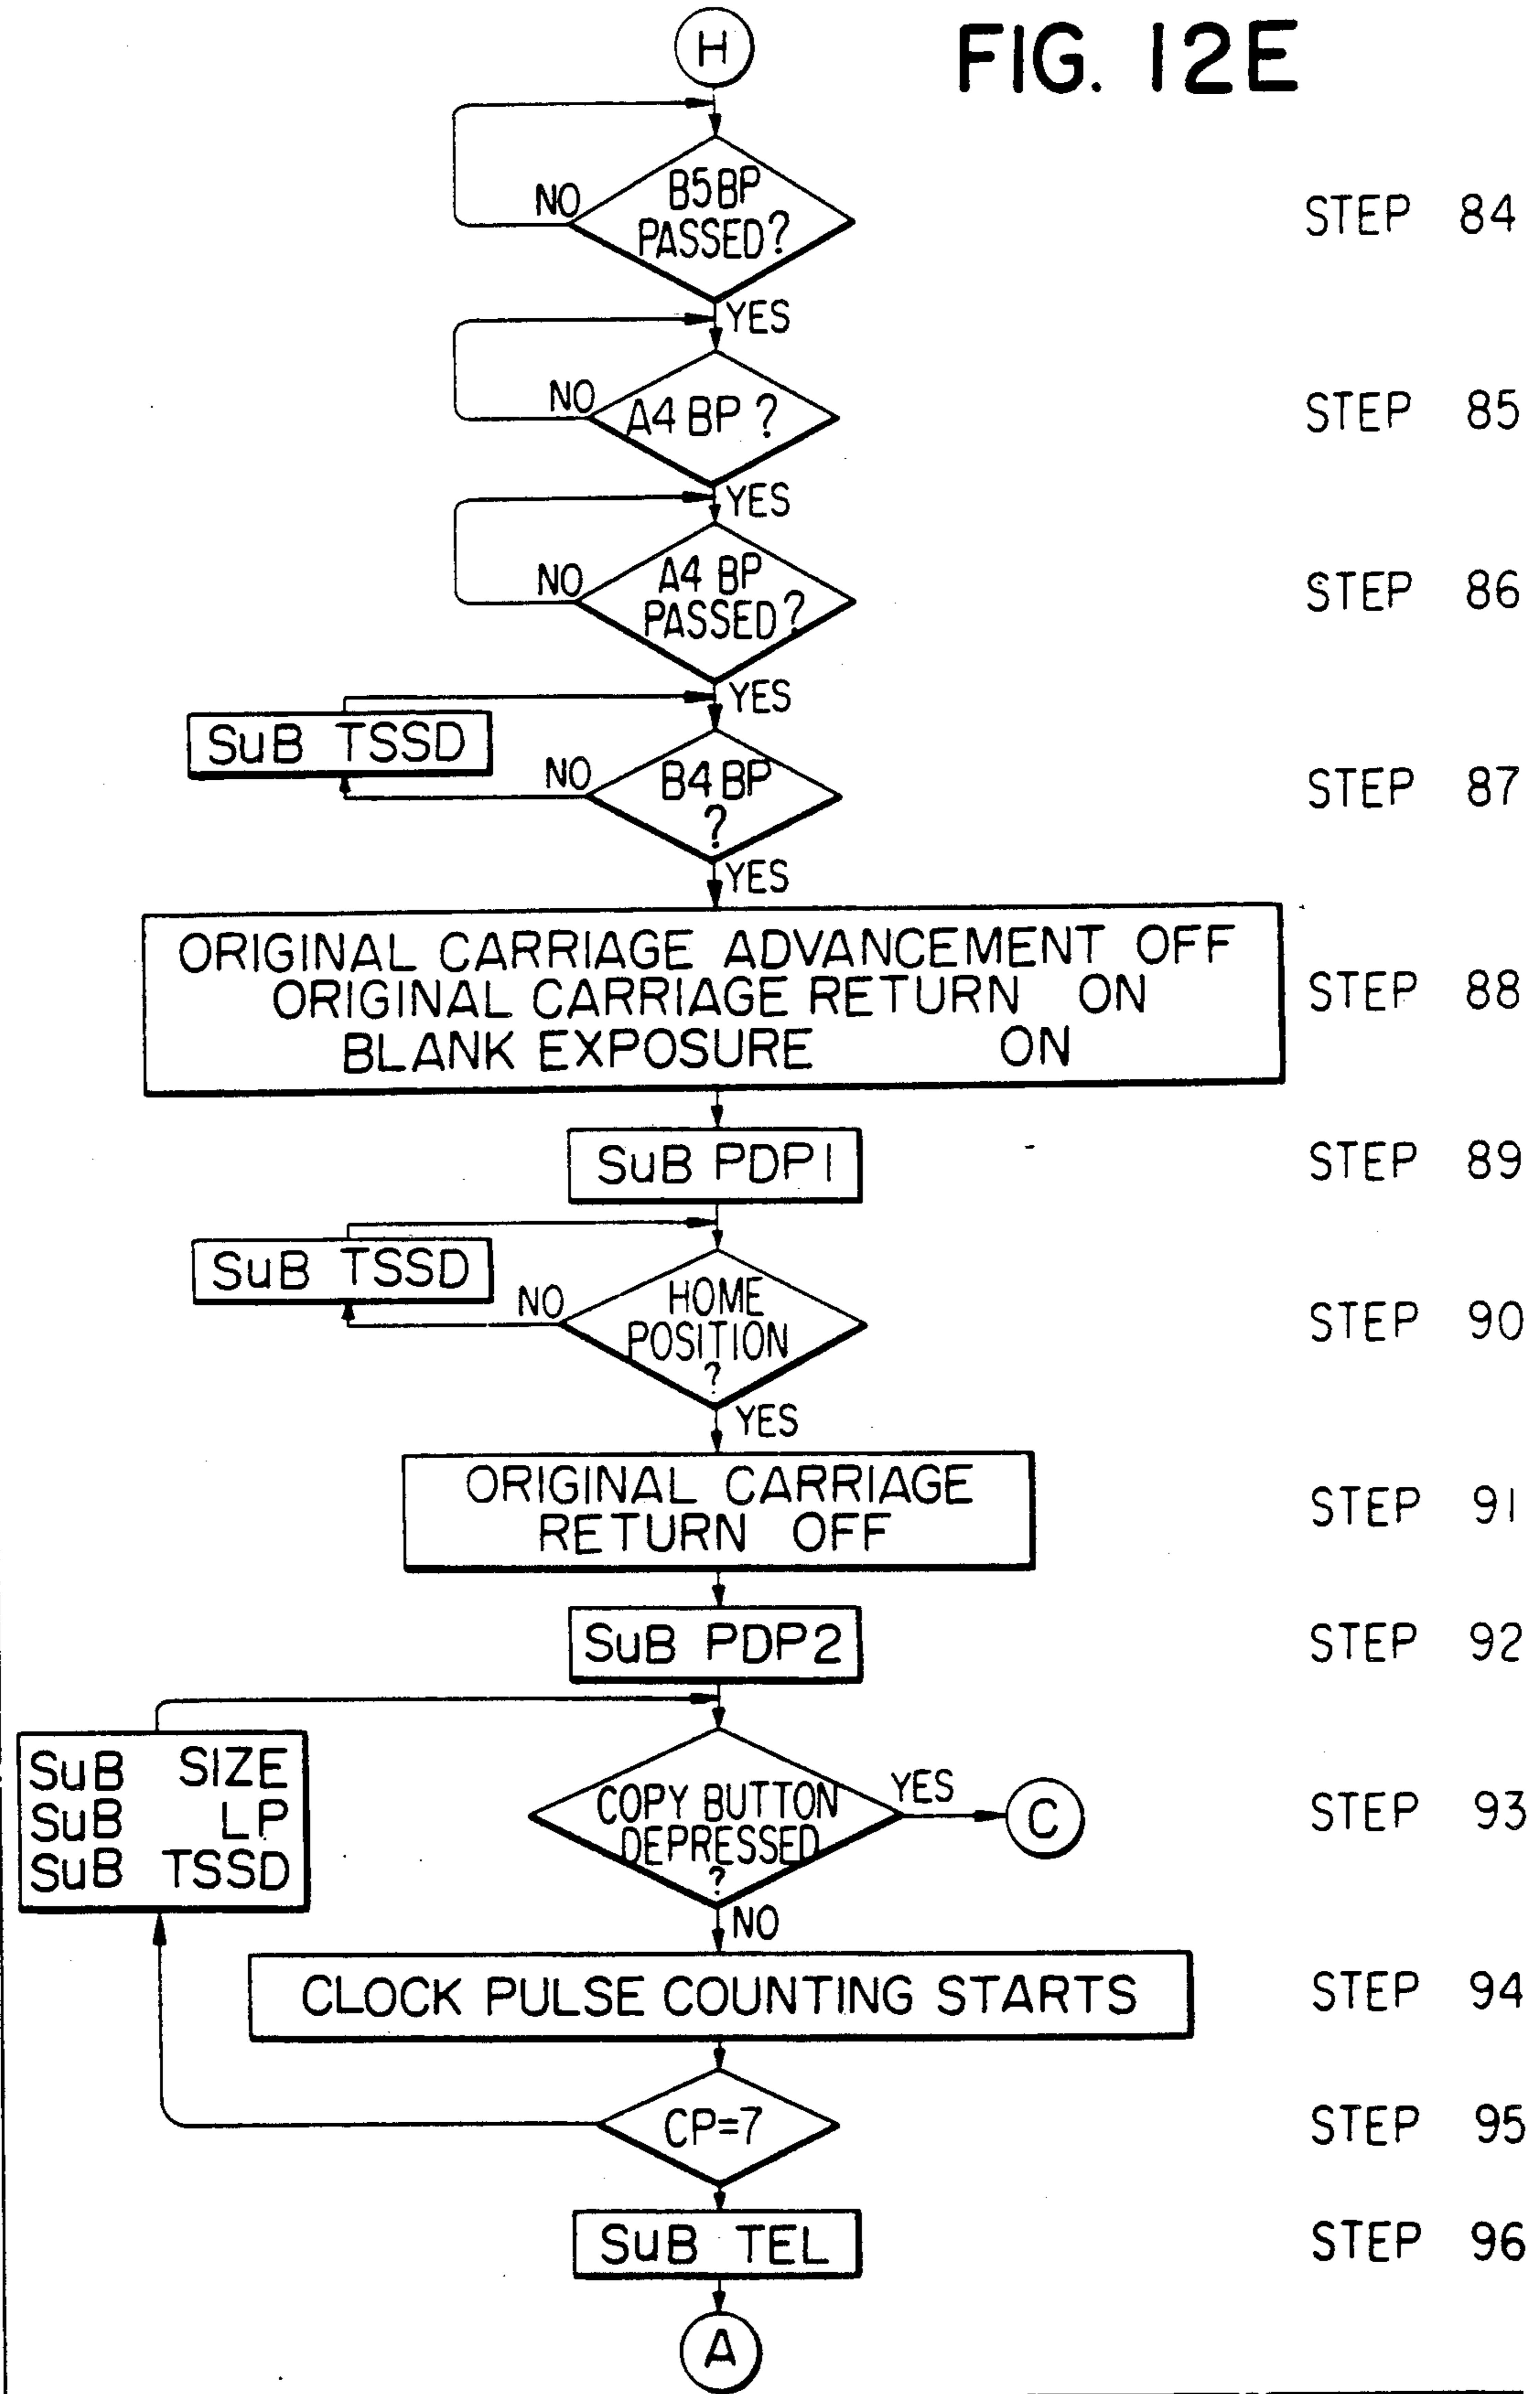 FIG. 12E
H
B5BP
PASSED?
NO
STEP 84
YES
NO
A4 BP ?
STEP 85
YES
NO
A4 BP
PASSED?
STEP 86
YES
SuB TSSD
NO
B4 BP
?
STEP 87
YES
ORIGINAL CARRIAGE ADVANCEMENT OFF
ORIGINAL CARRIAGE RETURN ON
BLANK EXPOSURE ON
STEP 88
SuB PDP1
STEP 89
SuB TSSD
NO
HOME
POSITION
?
STEP 90
YES
ORIGINAL CARRIAGE
RETURN OFF
STEP 91
SuB PDP2
STEP 92
SuB SIZE
SuB LP
SuB TSSD
COPY BUTTON
DEPRESSED
?
YES
C
STEP 93
NO
CLOCK PULSE COUNTING STARTS
STEP 94
CP=7
STEP 95
SuB TEL
STEP 96
A